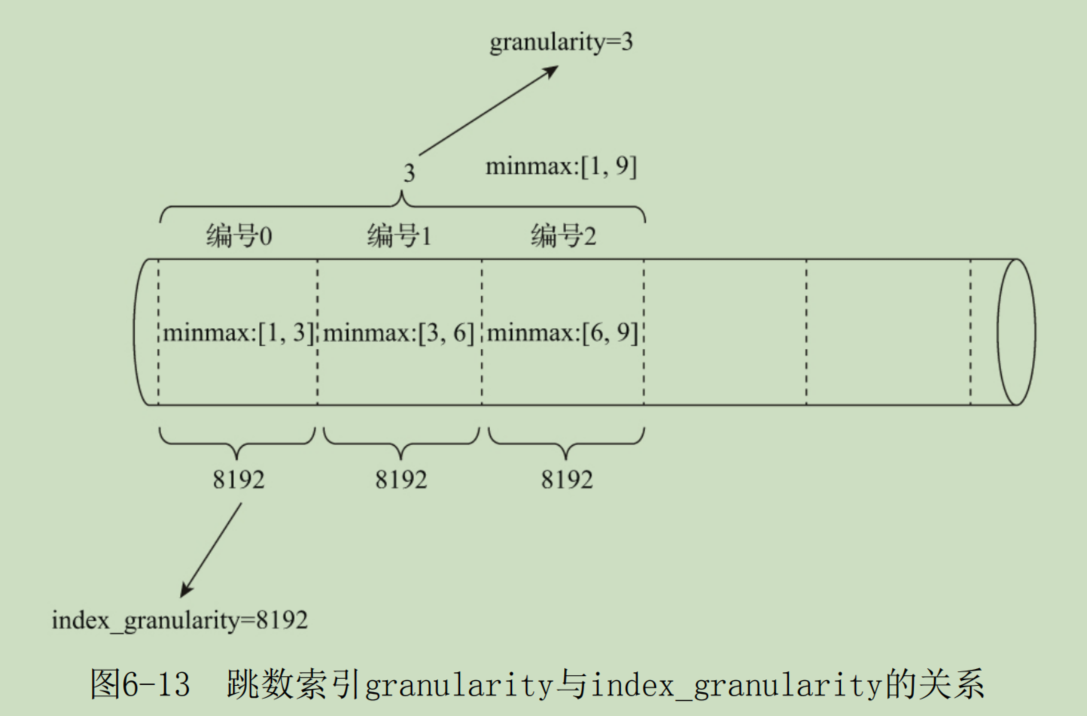 granularity=3
3 minmax:[1, 9]
编号0 编号1 编号2
minmax:[1, 3] minmax:[3, 6] minmax:[6, 9]
8192 8192 8192
index_granularity=8192
图6-13 跳数索引granularity与index_granularity的关系